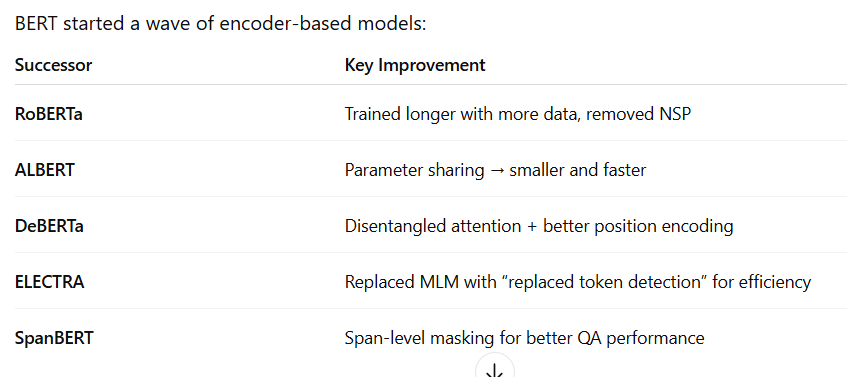 BERT started a wave of encoder-based models:
Successor Key Improvement
RoBERTa Trained longer with more data, removed NSP
ALBERT Parameter sharing → smaller and faster
DeBERTa Disentangled attention + better position encoding
ELECTRA Replaced MLM with “replaced token detection” for efficiency
SpanBERT Span-level masking for better QA performance